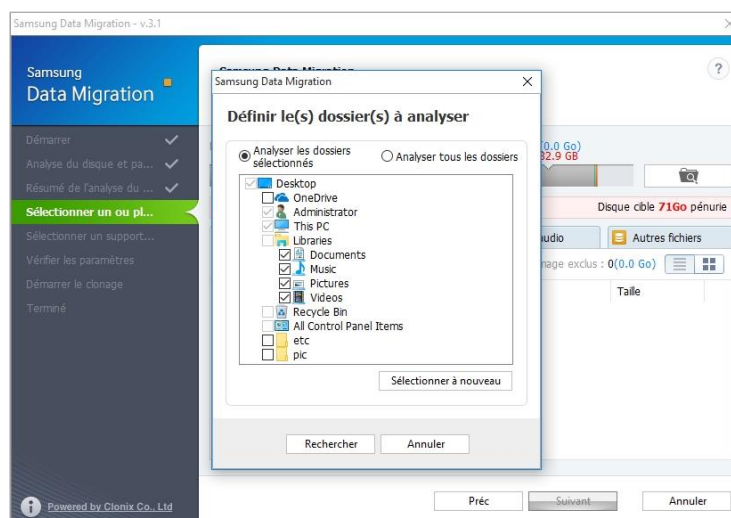 Samsung Data Migration - v.3.1
Samsung
Data Migration
Démarrer
Analyse du disque et pa...
Résumé de l'analyse du ...
Sélectionner un ou pl...
Sélectionner un support...
Vérifier les paramètres
Démarrer le clonage
Terminé
Powered by Clonix Co., Ltd
Samsung Data Migration
Samsung Data Migration
Définir le(s) dossier(s) à analyser
Analyser les dossiers
sélectionnés
Analyser tous les dossiers
Desktop
OneDrive
Administrator
This PC
Libraries
Documents
Music
Pictures
Videos
Recycle Bin
All Control Panel Items
etc
pic
Sélectionner à nouveau
Rechercher
Annuler
?
(0.0 Go)
32.9 GB
Disque cible 71Go pénurie
Autres fichiers
exclus : 0(0.0 Go)
Taille
Préc
Suivant
Annuler